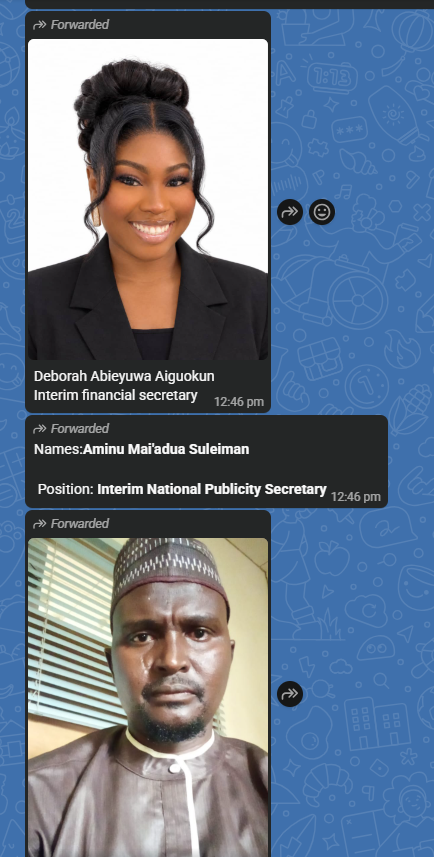 Forwarded
Deborah Abieyuwa Aiguokun
Interim financial secretary
12:46 pm
Forwarded
Names:Aminu Mai'adua Suleiman
Position: Interim National Publicity Secretary
12:46 pm
Forwarded